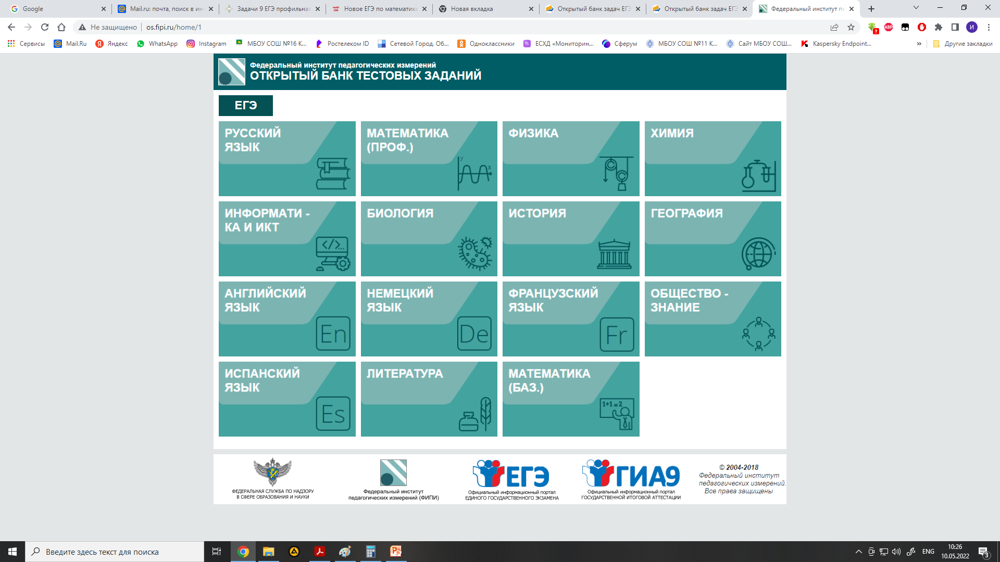 Google
Mail.ru: почта, поиск в инт
Задачи 9 ЕГЭ профильная
Новое ЕГЭ по математике
Новая вкладка
Открытый банк задач ЕГЭ
Открытый банк задач ЕГЭ
Федеральный институт пе
Не защищено
os.fipi.ru/home/1
ABP
?
И
Сервисы
Mail.Ru
Яндекс
WhatsApp
Instagram
МБОУ СОШ №16 К...
Ростелеком ID
Сетевой Город. Об...
Одноклассники
ЕСХД «Мониторин...
Сферум
МБОУ СОШ №11 К...
Сайт МБОУ СОШ...
Kaspersky Endpoint...
»
Другие закладки
Федеральный институт педагогических измерений
ОТКРЫТЫЙ БАНК ТЕСТОВЫХ ЗАДАНИЙ
ЕГЭ
РУССКИЙ
ЯЗЫК
МАТЕМАТИКА
(ПРОФ.)
y
x
ФИЗИКА
ХИМИЯ
ИНФОРМАТИ -
КА И ИКТ
</>...
БИОЛОГИЯ
ИСТОРИЯ
ГЕОГРАФИЯ
АНГЛИЙСКИЙ
ЯЗЫК
En
НЕМЕЦКИЙ
ЯЗЫК
De
ФРАНЦУЗСКИЙ
ЯЗЫК
Fr
ОБЩЕСТВО -
ЗНАНИЕ
ИСПАНСКИЙ
ЯЗЫК
Es
ЛИТЕРАТУРА
МАТЕМАТИКА
(БАЗ.)
1+1=2
ФЕДЕРАЛЬНАЯ СЛУЖБА ПО НАДЗОРУ
В СФЕРЕ ОБРАЗОВАНИЯ И НАУКИ
Федеральный институт
педагогических измерений (ФИПИ)
ЕГЭ
Официальный информационный портал
ЕДИНОГО ГОСУДАРСТВЕННОГО ЭКЗАМЕНА
ГИА9
Официальный информационный портал
ГОСУДАРСТВЕННОЙ ИТОГОВОЙ АТТЕСТАЦИИ
© 2004-2018
Федеральный институт
педагогических измерений.
Все права защищены
Введите здесь текст для поиска
ENG
10:26
10.05.2022
3